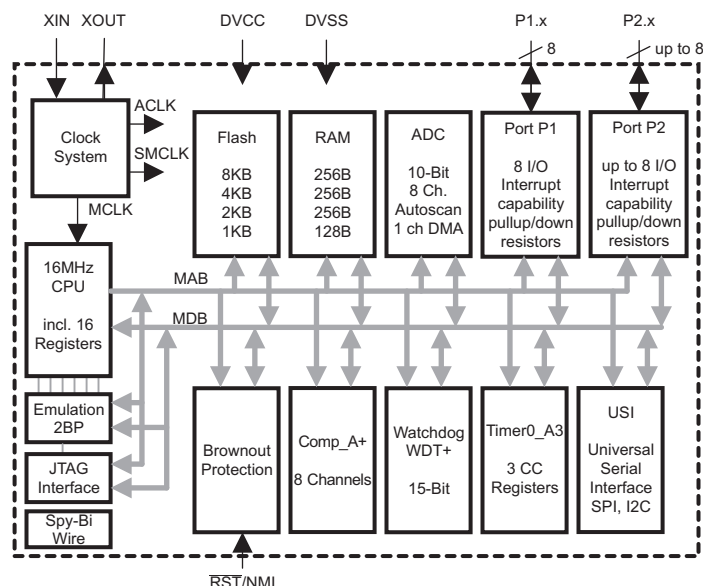 XIN XOUT DVCC DVSS P1.x P2.x
8 up to 8
ACLK
Clock
System
SMCLK
MCLK
Flash
8KB
4KB
2KB
1KB
RAM
256B
256B
256B
128B
ADC
10-Bit
8 Ch.
Autoscan
1 ch DMA
Port P1
8 I/O
Interrupt
capability
pullup/down
resistors
Port P2
up to 8 I/O
Interrupt
capability
pullup/down
resistors
16MHz
CPU
incl. 16
Registers
MAB
MDB
Emulation
2BP
JTAG
Interface
Spy-Bi
Wire
Brownout
Protection
Comp_A+
8 Channels
Watchdog
WDT+
15-Bit
Timer0_A3
3 CC
Registers
USI
Universal
Serial
Interface
SPI, I2C
RST/NMI